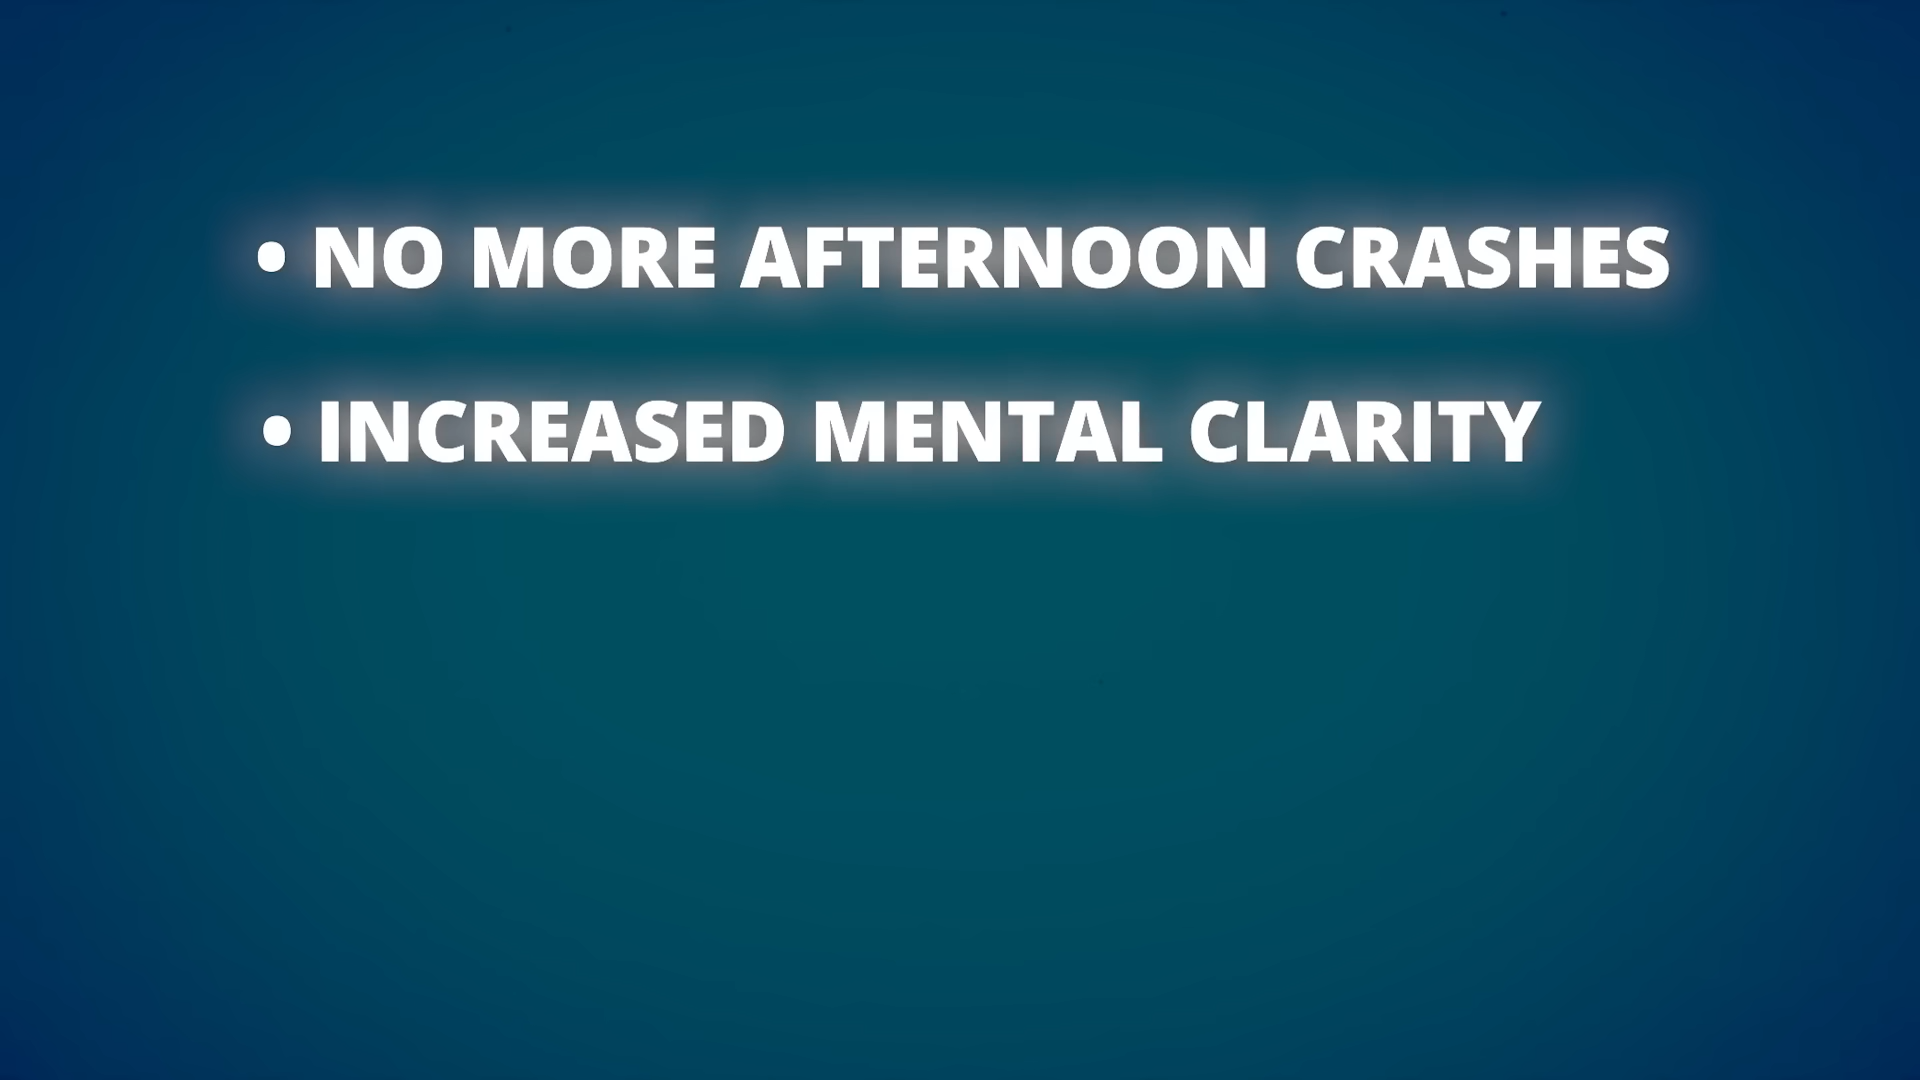 • NO MORE AFTERNOON CRASHES
• INCREASED MENTAL CLARITY